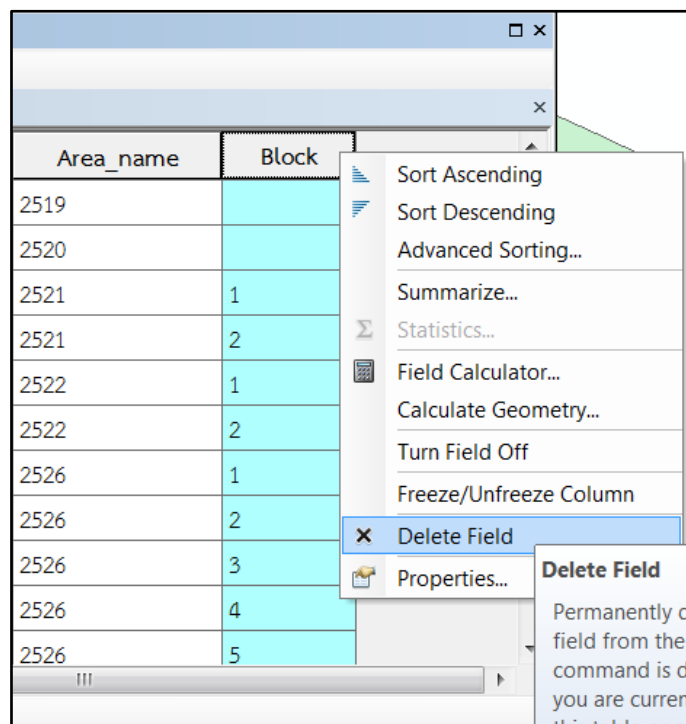 Area_name Block
2519
2520
2521 1
2521 2
2522 1
2522 2
2526 1
2526 2
2526 3
2526 4
2526 5
Sort Ascending
Sort Descending
Advanced Sorting...
Summarize...
Σ Statistics...
Field Calculator...
Calculate Geometry...
Turn Field Off
Freeze/Unfreeze Column
Delete Field
Properties...
Delete Field
Permanently
field from the
command is
you are